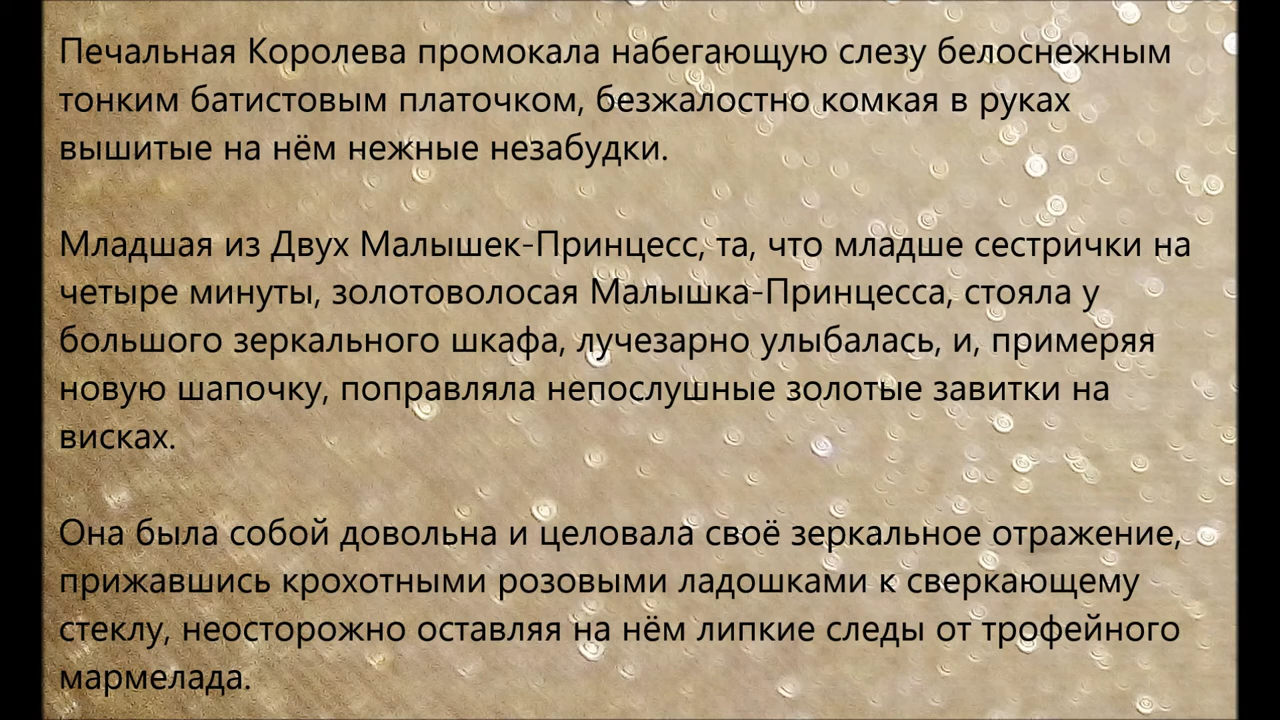 Печальная Королева промокала набегающую слезу белоснежным
тонким батистовым платочком, безжалостно комкая в руках
вышитые на нём нежные незабудки.
Младшая из Двух Малышек-Принцесс, та, что младше сестрички на
четыре минуты, золотоволосая Малышка-Принцесса, стояла у
большого зеркального шкафа, лучезарно улыбалась, и, примеряя
новую шапочку, поправляла непослушные золотые завитки на
висках.
Она была собой довольна и целовала своё зеркальное отражение,
прижавшись крохотными розовыми ладошками к сверкающему
стеклу, неосторожно оставляя на нём липкие следы от трофейного
мармелада.